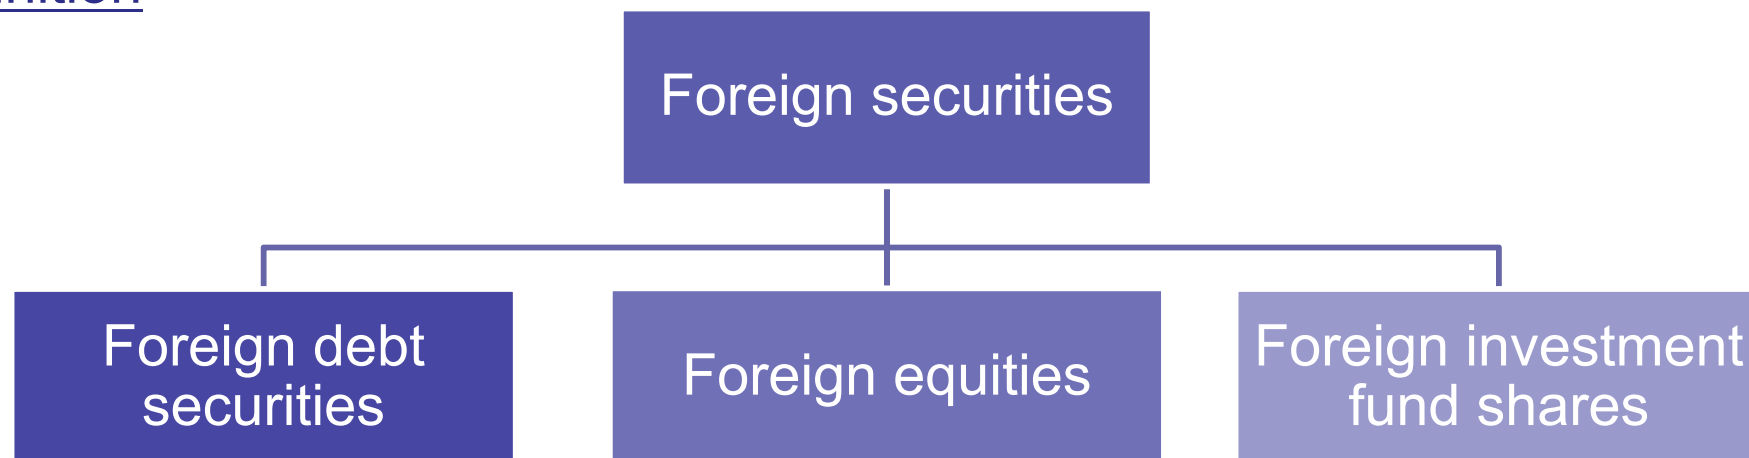 Foreign securities
Foreign debt
securities
Foreign equities
Foreign investment
fund shares